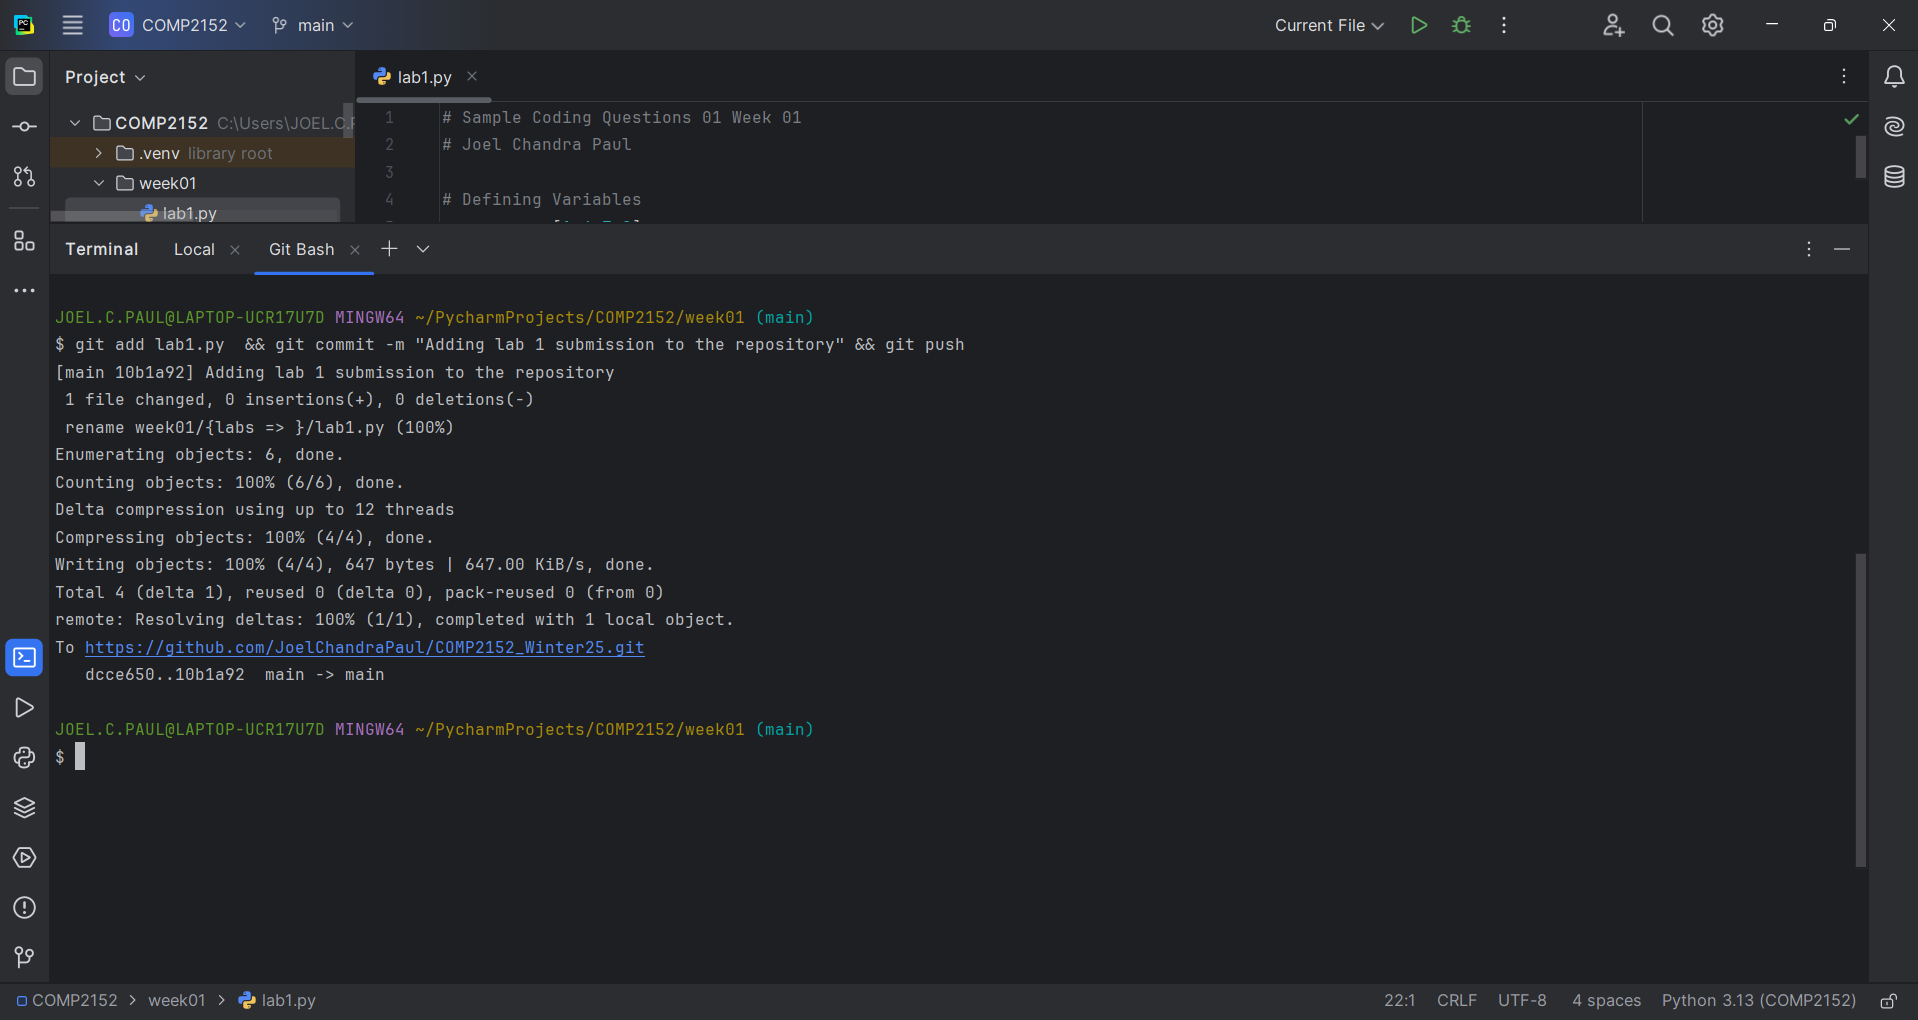 PC
CO COMP2152
main
Current File
Project
lab1.py
COMP2152 C:\Users\JOEL.C.P
.venv library root
week01
lab1.py
1 # Sample Coding Questions 01 Week 01
2 # Joel Chandra Paul
3
4 # Defining Variables
Terminal Local Git Bash
JOEL.C.PAUL@LAPTOP-UCR17U7D MINGW64 ~/PycharmProjects/COMP2152/week01 (main)
$ git add lab1.py  && git commit -m "Adding lab 1 submission to the repository" && git push
[main 10b1a92] Adding lab 1 submission to the repository
1 file changed, 0 insertions(+), 0 deletions(-)
rename week01/{labs => }/lab1.py (100%)
Enumerating objects: 6, done.
Counting objects: 100% (6/6), done.
Delta compression using up to 12 threads
Compressing objects: 100% (4/4), done.
Writing objects: 100% (4/4), 647 bytes | 647.00 KiB/s, done.
Total 4 (delta 1), reused 0 (delta 0), pack-reused 0 (from 0)
remote: Resolving deltas: 100% (1/1), completed with 1 local object.
To https://github.com/JoelChandraPaul/COMP2152_Winter25.git
dcce650..10b1a92  main -> main
JOEL.C.PAUL@LAPTOP-UCR17U7D MINGW64 ~/PycharmProjects/COMP2152/week01 (main)
$
COMP2152 > week01 > lab1.py
22:1 CRLF UTF-8 4 spaces Python 3.13 (COMP2152)